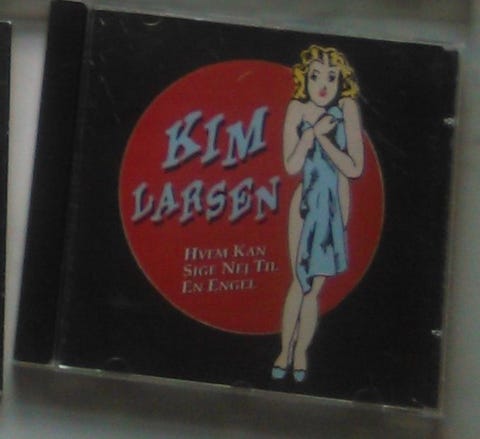 KIM
LARSEN
HVEM KAN
SIGE NEJ TIL
EN ENGEL